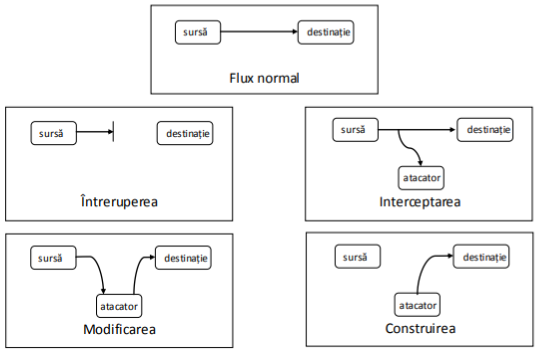 sursă destinație
Flux normal
sursă destinație
Întreruperea
sursă destinație
atacator
Interceptarea
sursă destinație
atacator
Modificarea
sursă destinație
atacator
Construirea